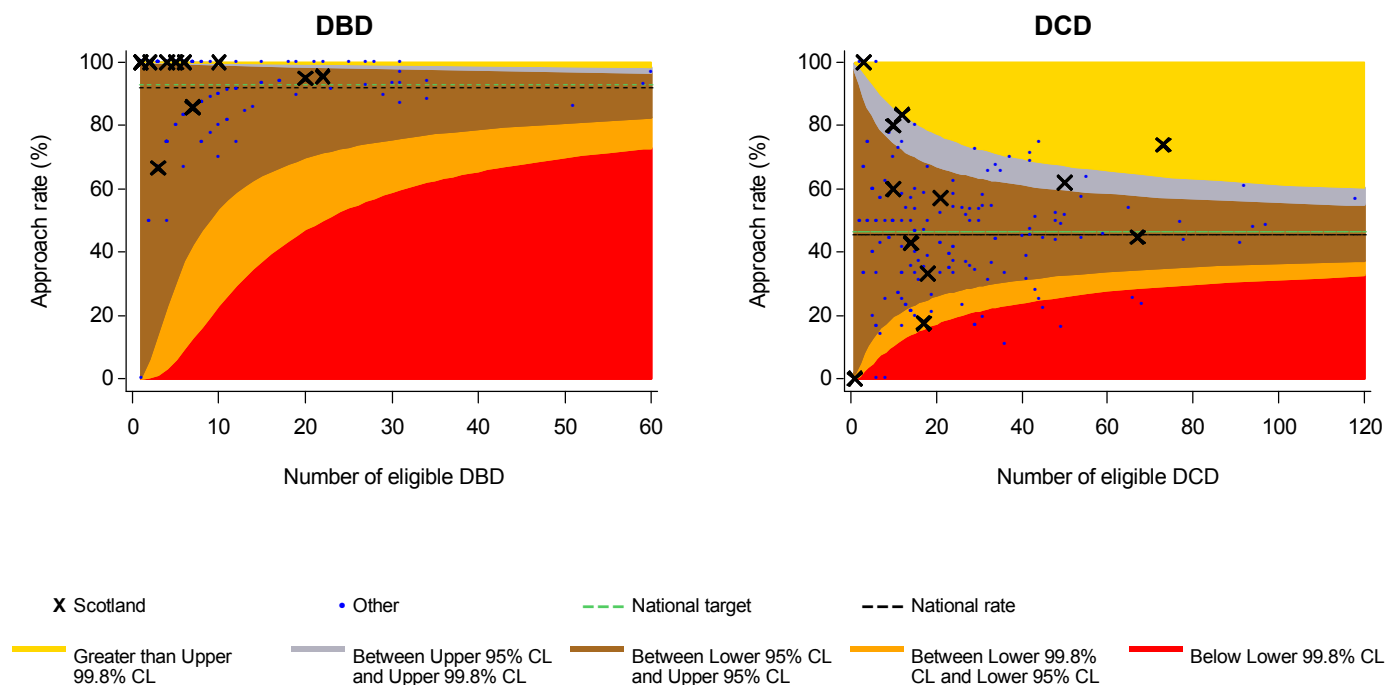 DBD
DCD
Approach rate (%)
100
80
60
40
20
0
0 10 20 30 40 50 60
Number of eligible DBD
Approach rate (%)
100
80
60
40
20
0
0 20 40 60 80 100 120
Number of eligible DCD
X Scotland
Other
National target
National rate
Greater than Upper
99.8% CL
Between Upper 95% CL
and Upper 99.8% CL
Between Lower 95% CL
and Upper 95% CL
Between Lower 99.8%
CL and Lower 95% CL
Below Lower 99.8% CL